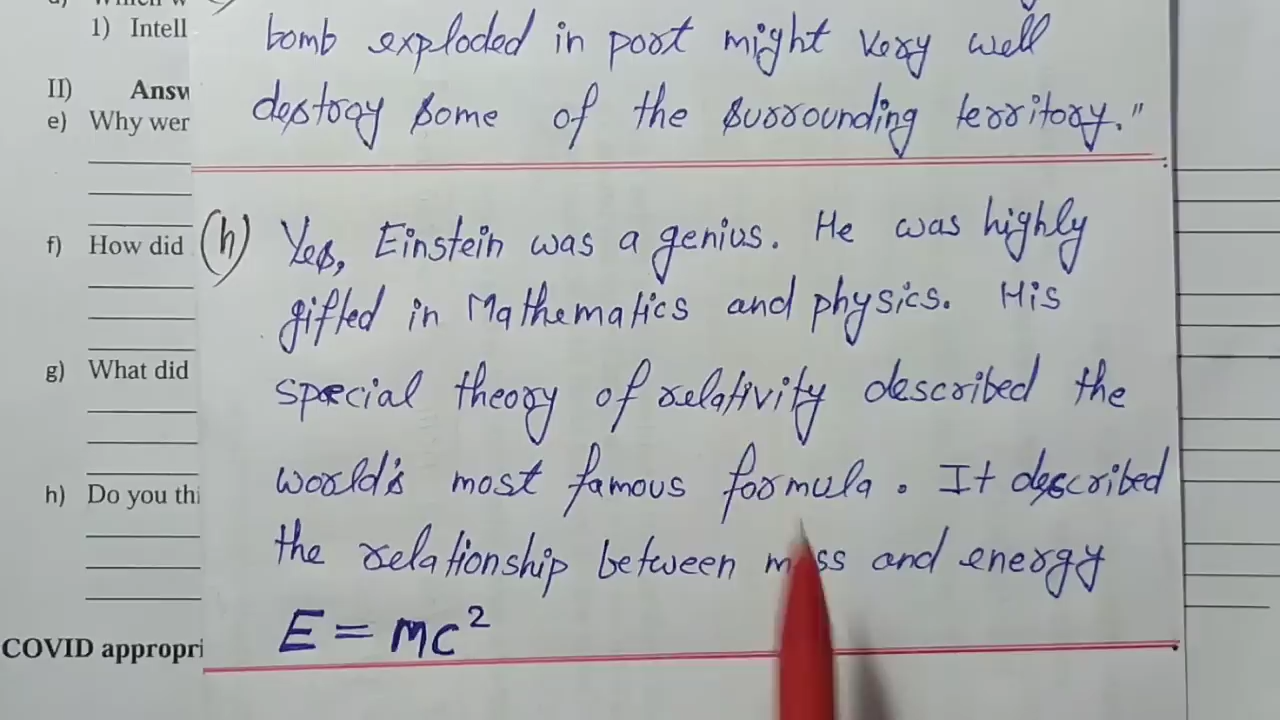 1) Intell
II) Answ
e) Why wer
f) How did
g) What did
h) Do you thi
COVID appropri
bomb exploded in port might very well
destroy some of the surrounding territory."
(h) Yes, Einstein was a genius. He was highly
gifted in Mathematics and physics. His
special theory of relativity described the
world's most famous formula. It described
the relationship between mass and energy
E = mc²